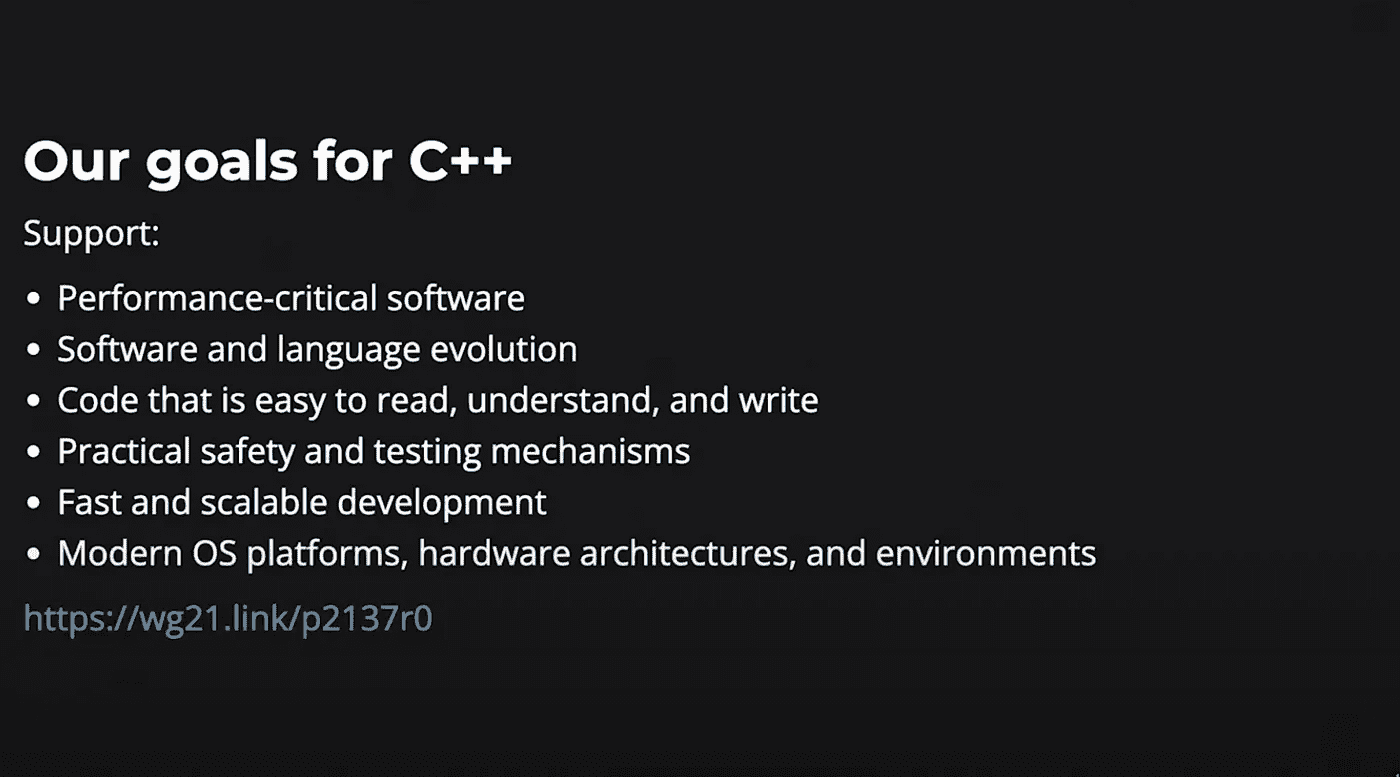 Our goals for C++
Support:
• Performance-critical software
• Software and language evolution
• Code that is easy to read, understand, and write
• Practical safety and testing mechanisms
• Fast and scalable development
• Modern OS platforms, hardware architectures, and environments
https://wg21.link/p2137r0